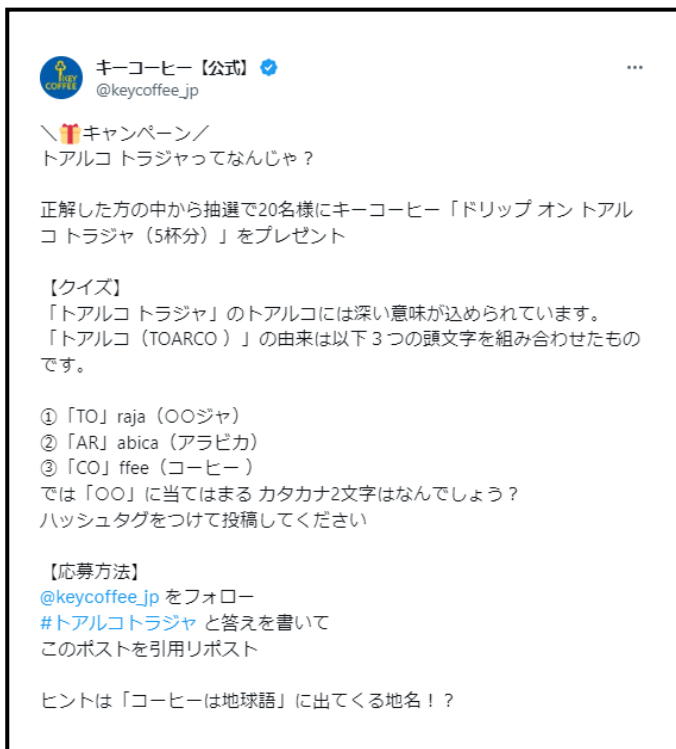 キーコーヒー【公式】
@keycoffee_jp
KEY
COFFEE
＼🎁キャンペーン／
トアルコ トラジャってなんじゃ？
正解した方の中から抽選で20名様にキーコーヒー「ドリップ オン トアル
コ トラジャ（5杯分）」をプレゼント
【クイズ】
「トアルコ トラジャ」のトアルコには深い意味が込められています。
「トアルコ（TOARCO ）」の由来は以下３つの頭文字を組み合わせたもの
です。
①「TO」raja（○○ジャ）
②「AR」abica（アラビカ）
③「CO」ffee（コーヒー ）
では「○○」に当てはまる カタカナ2文字はなんでしょう？
ハッシュタグをつけて投稿してください
【応募方法】
@keycoffee_jp をフォロー
#トアルコトラジャ と答えを書いて
このポストを引用リポスト
ヒントは「コーヒーは地球語」に出てくる地名！？